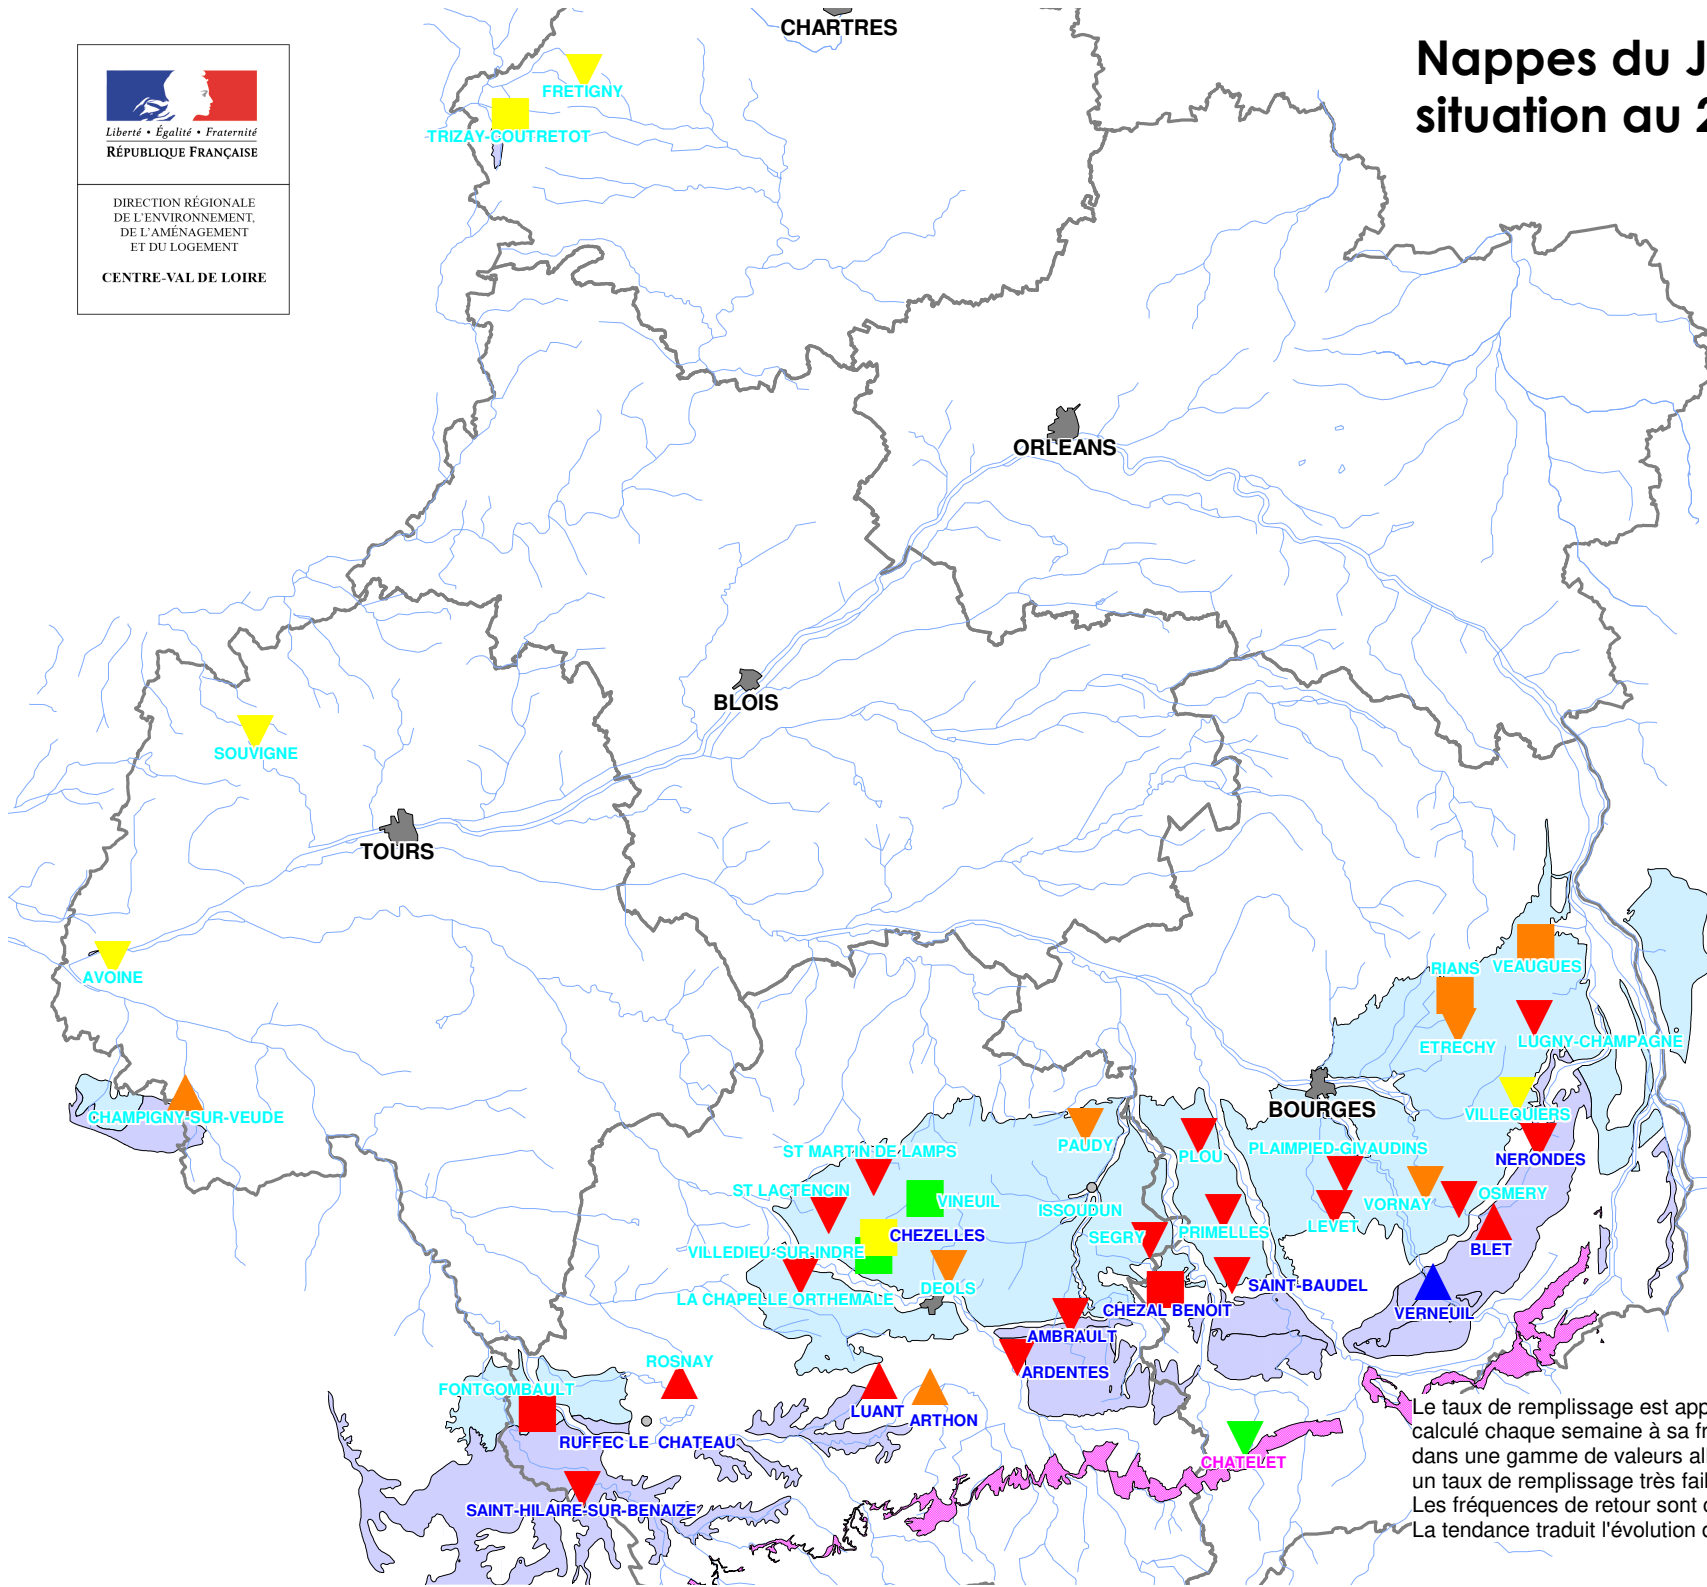 CHARTRES
Nappes du J
situation au 2
Liberté • Égalité • Fraternité
RÉPUBLIQUE FRANÇAISE
DIRECTION RÉGIONALE
DE L'ENVIRONNEMENT,
DE L'AMÉNAGEMENT
ET DU LOGEMENT
CENTRE-VAL DE LOIRE
FRETIGNY
TRIZAY-COUTRETOT
ORLEANS
BLOIS
SOUVIGNE
TOURS
AVOINE
RIANS
VEAUGUES
ETRECHY
LUGNY-CHAMPAGNE
CHAMPIGNY-SUR-VEUDE
BOURGES
VILLEQUIERS
PAUDY
PLOU
PLAIMPIED-GIVAUDINS
NERONDES
ST MARTIN DE LAMPS
ST LACTENCIN
VINEUIL
ISSOUDUN
VORNAY
OSMERY
CHEZELLES
SEGRY
PRIMELLES
LEVET
BLET
VILLEDIEU-SUR-INDRE
DEOLS
LA CHAPELLE ORTHEMALE
CHEZAL BENOIT
SAINT-BAUDEL
VERNEUIL
AMBRAULT
ARDENTES
ROSNAY
FONTGOMBAULT
LUANT
ARTHON
RUFFEC LE CHATEAU
CHATELET
SAINT-HILAIRE-SUR-BENAIZE
Le taux de remplissage est app
calculé chaque semaine à sa fr
dans une gamme de valeurs all
un taux de remplissage très fail
Les fréquences de retour sont c
La tendance traduit l'évolution d